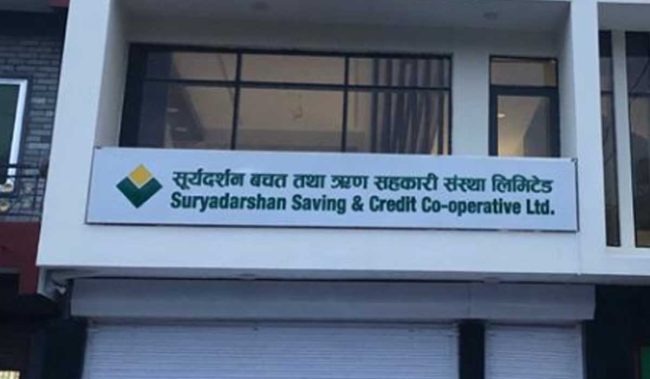 सूर्यदर्शन बचत तथा ऋण सहकारी संस्था लिमिटेड
Suryadarshan Saving & Credit Co-operative Ltd.